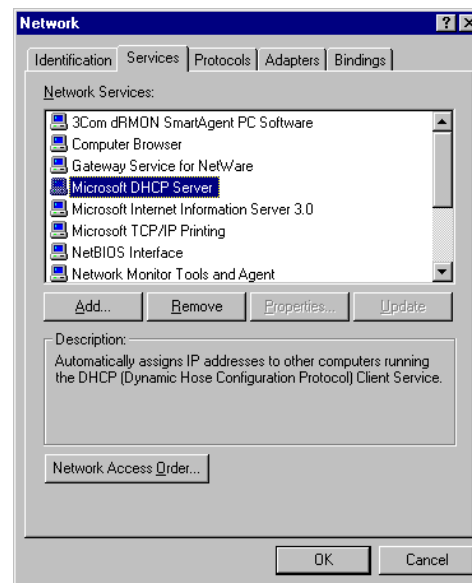 Network
Identification Services Protocols Adapters Bindings
Network Services:
3Com dRMON SmartAgent PC Software
Computer Browser
Gateway Service for NetWare
Microsoft DHCP Server
Microsoft Internet Information Server 3.0
Microsoft TCP/IP Printing
NetBIOS Interface
Network Monitor Tools and Agent
Add... Remove Properties... Update
Description:
Automatically assigns IP addresses to other computers running
the DHCP (Dynamic Hose Configuration Protocol) Client Service.
Network Access Order...
OK Cancel